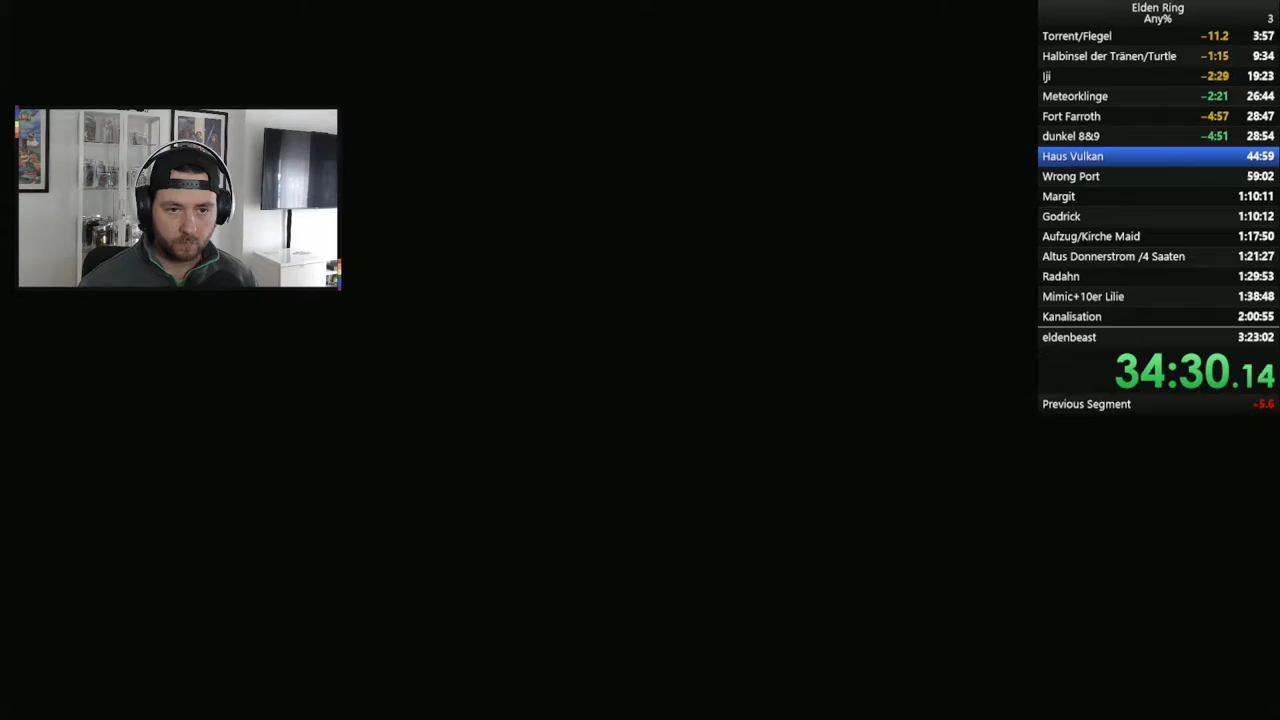 Elden Ring
Any% 3
Torrent/Flegel -11.2 3:57
Halbinsel der Tränen/Turtle -1:15 9:34
Iji -2:29 19:23
Meteorklinge -2:21 26:44
Fort Farroth -4:57 28:47
dunkel 8&9 -4:51 28:54
Haus Vulkan 44:59
Wrong Port 59:02
Margit 1:10:11
Godrick 1:10:12
Aufzug/Kirche Maid 1:17:50
Altus Donnerstrom /4 Saaten 1:21:27
Radahn 1:29:53
Mimic+10er Lilie 1:38:48
Kanalisation 2:00:55
eldenbeast 3:23:02
34:30.14
Previous Segment +5.6